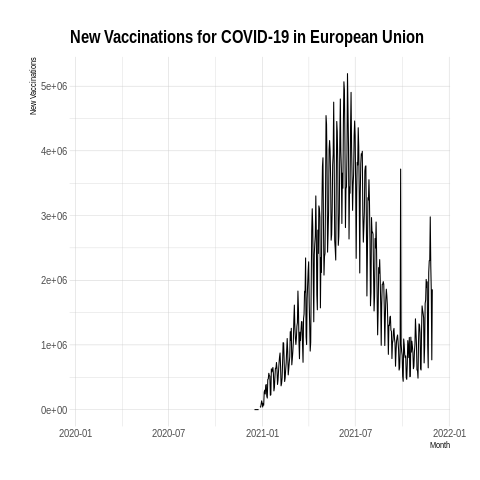 New Vaccinations for COVID-19 in European Union
New Vaccinations
5e+06
4e+06
3e+06
2e+06
1e+06
0e+00
2020-01 2020-07 2021-01 2021-07 2022-01
Month